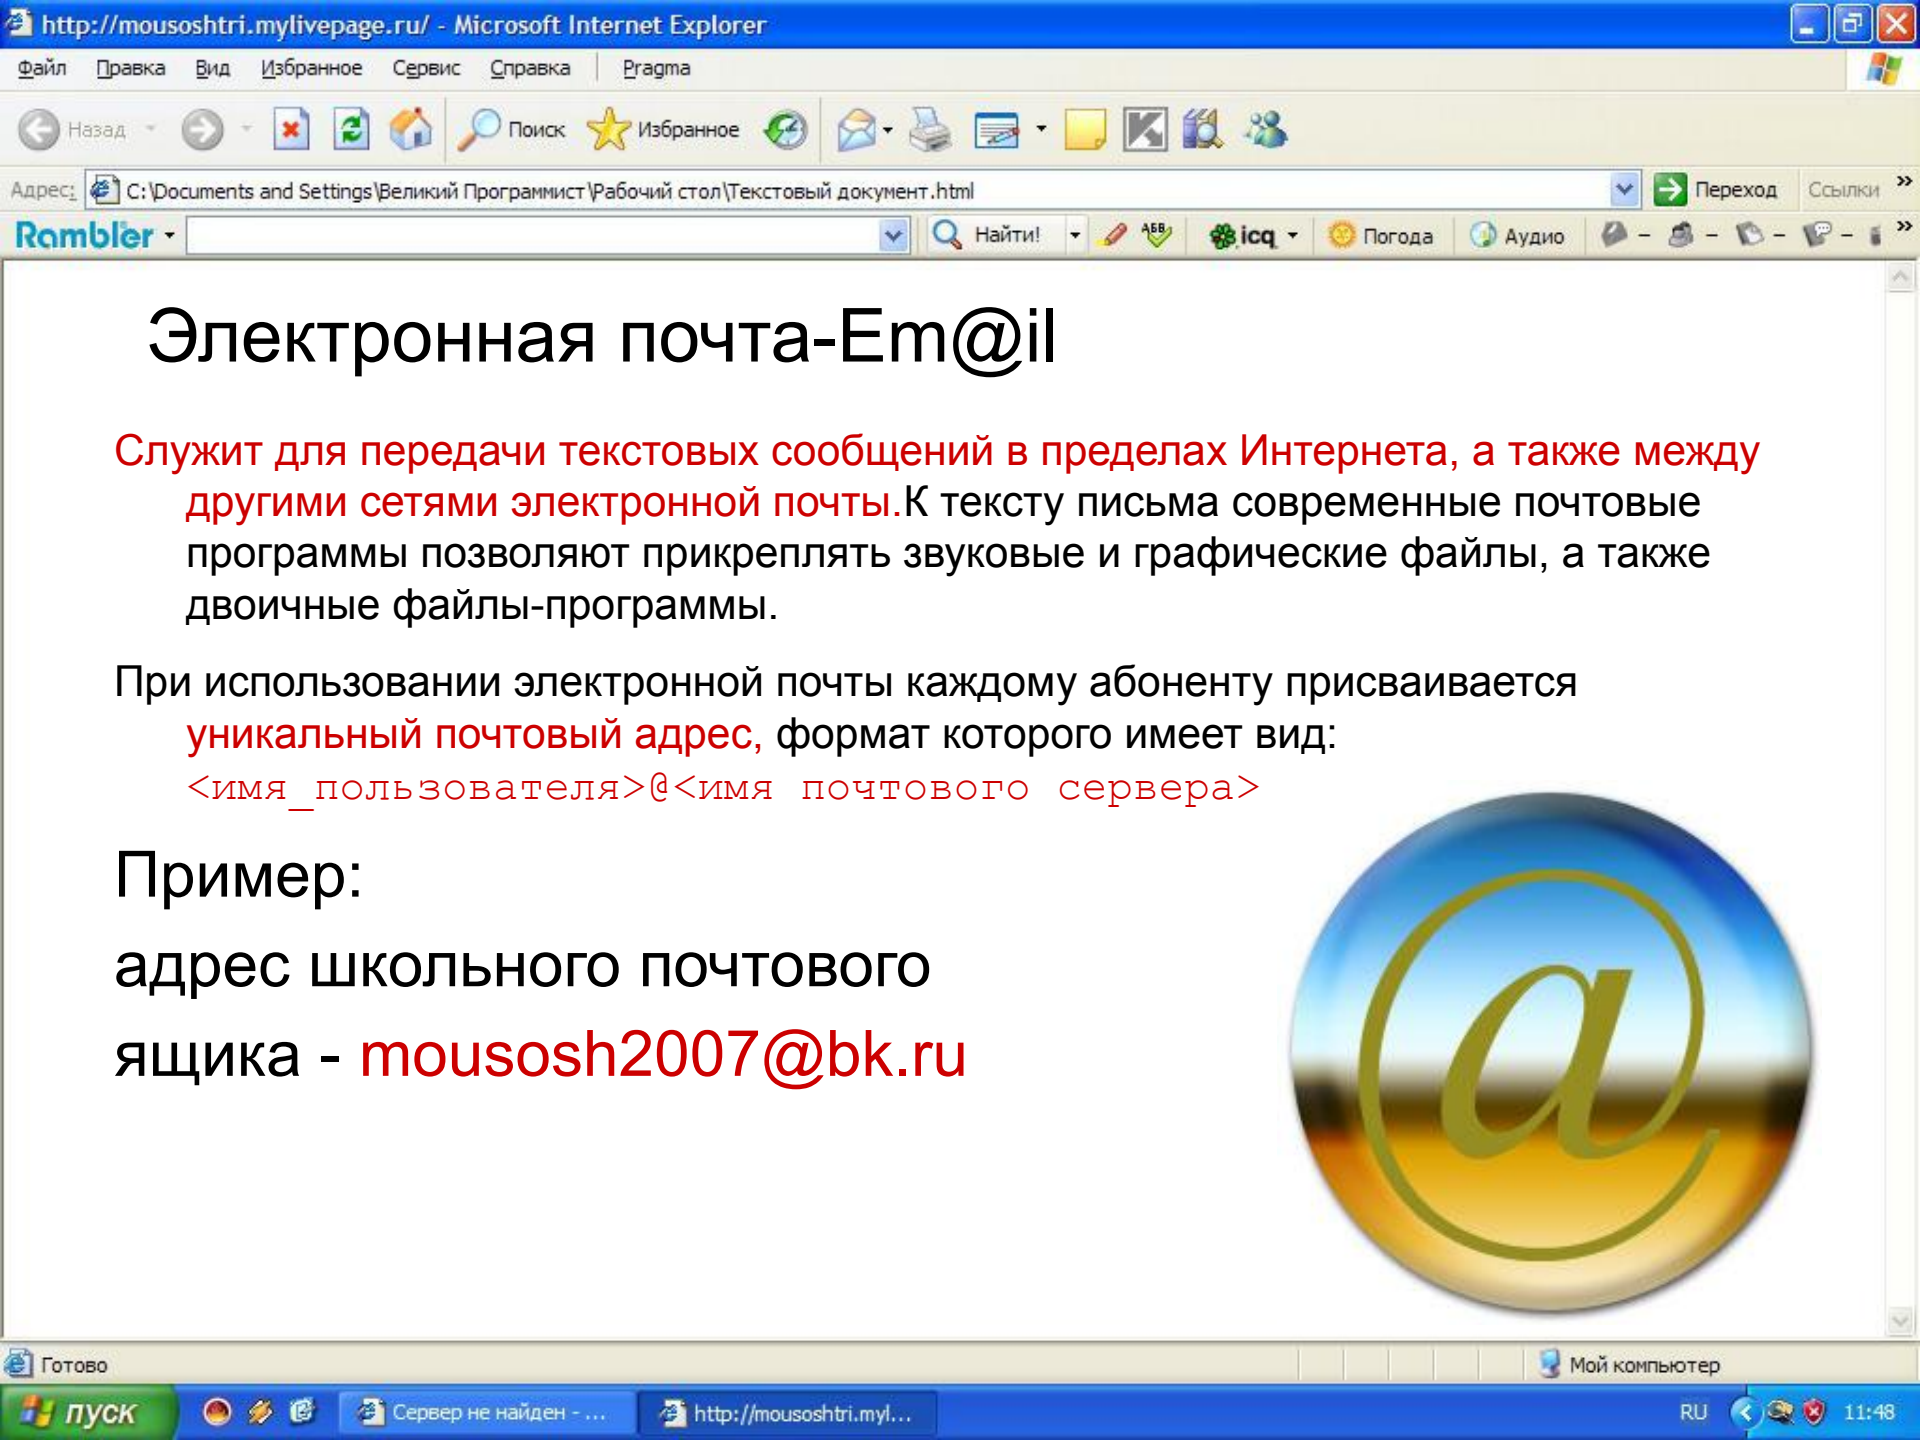 http://mousoshtri.mylivepage.ru/ - Microsoft Internet Explorer
Файл Правка Вид Избранное Сервис Справка Pragma
Назад Поиск Избранное
Адрес: C:\Documents and Settings\Великий Программист\Рабочий стол\Текстовый документ.html Переход Ссылки »
Rambler Найти! АБВ icq Погода Аудио »
Электронная почта-Em@il
Служит для передачи текстовых сообщений в пределах Интернета, а также между
другими сетями электронной почты.К тексту письма современные почтовые
программы позволяют прикреплять звуковые и графические файлы, а также
двоичные файлы-программы.
При использовании электронной почты каждому абоненту присваивается
уникальный почтовый адрес, формат которого имеет вид:
<имя_пользователя>@<имя почтового сервера>
Пример:
адрес школьного почтового
ящика - mousosh2007@bk.ru
@
Готово Мой компьютер
пуск Сервер не найден - ... http://mousoshtri.myl... RU 11:48